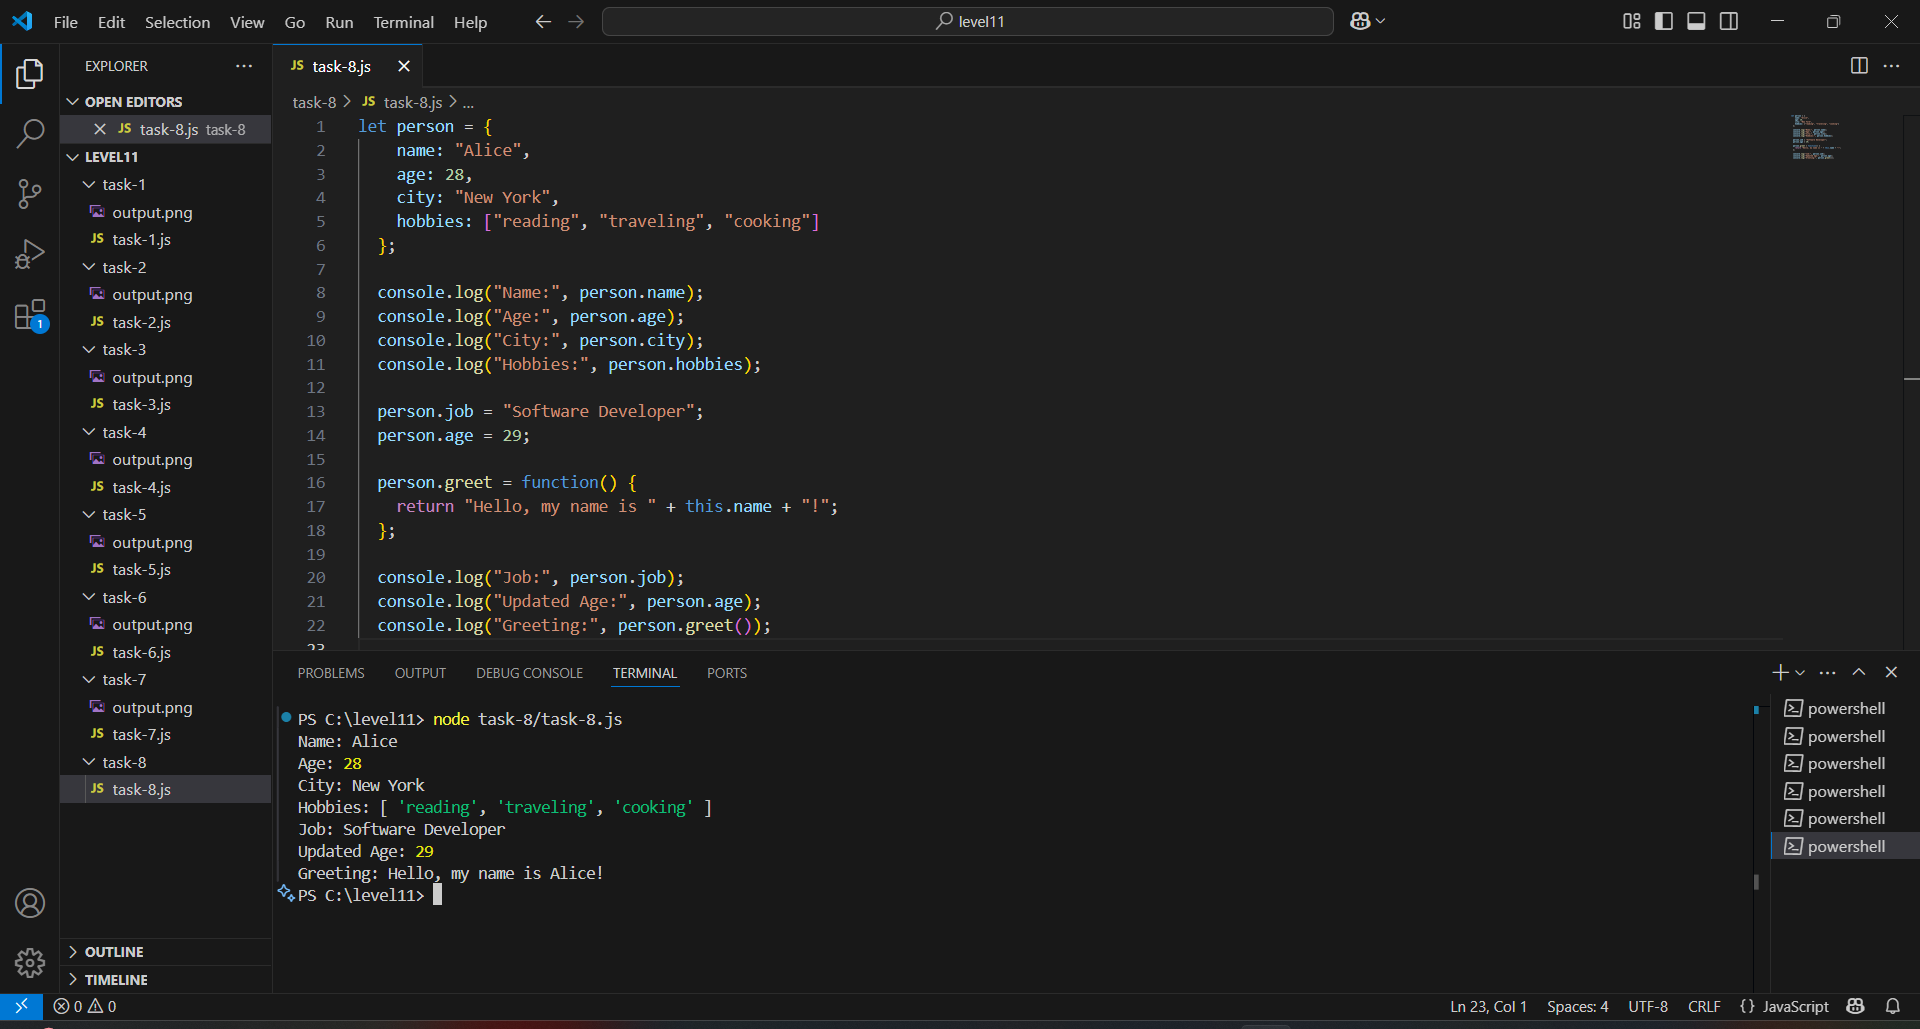 File Edit Selection View Go Run Terminal Help
level11
EXPLORER
OPEN EDITORS
JS task-8.js task-8
LEVEL11
task-1
output.png
JS task-1.js
task-2
output.png
JS task-2.js
task-3
output.png
JS task-3.js
task-4
output.png
JS task-4.js
task-5
output.png
JS task-5.js
task-6
output.png
JS task-6.js
task-7
output.png
JS task-7.js
task-8
JS task-8.js
OUTLINE
TIMELINE
1
JS task-8.js
task-8 > JS task-8.js > ...
1 let person = {
2 name: "Alice",
3 age: 28,
4 city: "New York",
5 hobbies: ["reading", "traveling", "cooking"]
6 };
7
8 console.log("Name:", person.name);
9 console.log("Age:", person.age);
10 console.log("City:", person.city);
11 console.log("Hobbies:", person.hobbies);
12
13 person.job = "Software Developer";
14 person.age = 29;
15
16 person.greet = function() {
17 return "Hello, my name is " + this.name + "!";
18 };
19
20 console.log("Job:", person.job);
21 console.log("Updated Age:", person.age);
22 console.log("Greeting:", person.greet());
23
PROBLEMS OUTPUT DEBUG CONSOLE TERMINAL PORTS
PS C:\level11> node task-8/task-8.js
Name: Alice
Age: 28
City: New York
Hobbies: [ 'reading', 'traveling', 'cooking' ]
Job: Software Developer
Updated Age: 29
Greeting: Hello, my name is Alice!
PS C:\level11>
powershell
powershell
powershell
powershell
powershell
powershell
0 0
Ln 23, Col 1 Spaces: 4 UTF-8 CRLF {} JavaScript